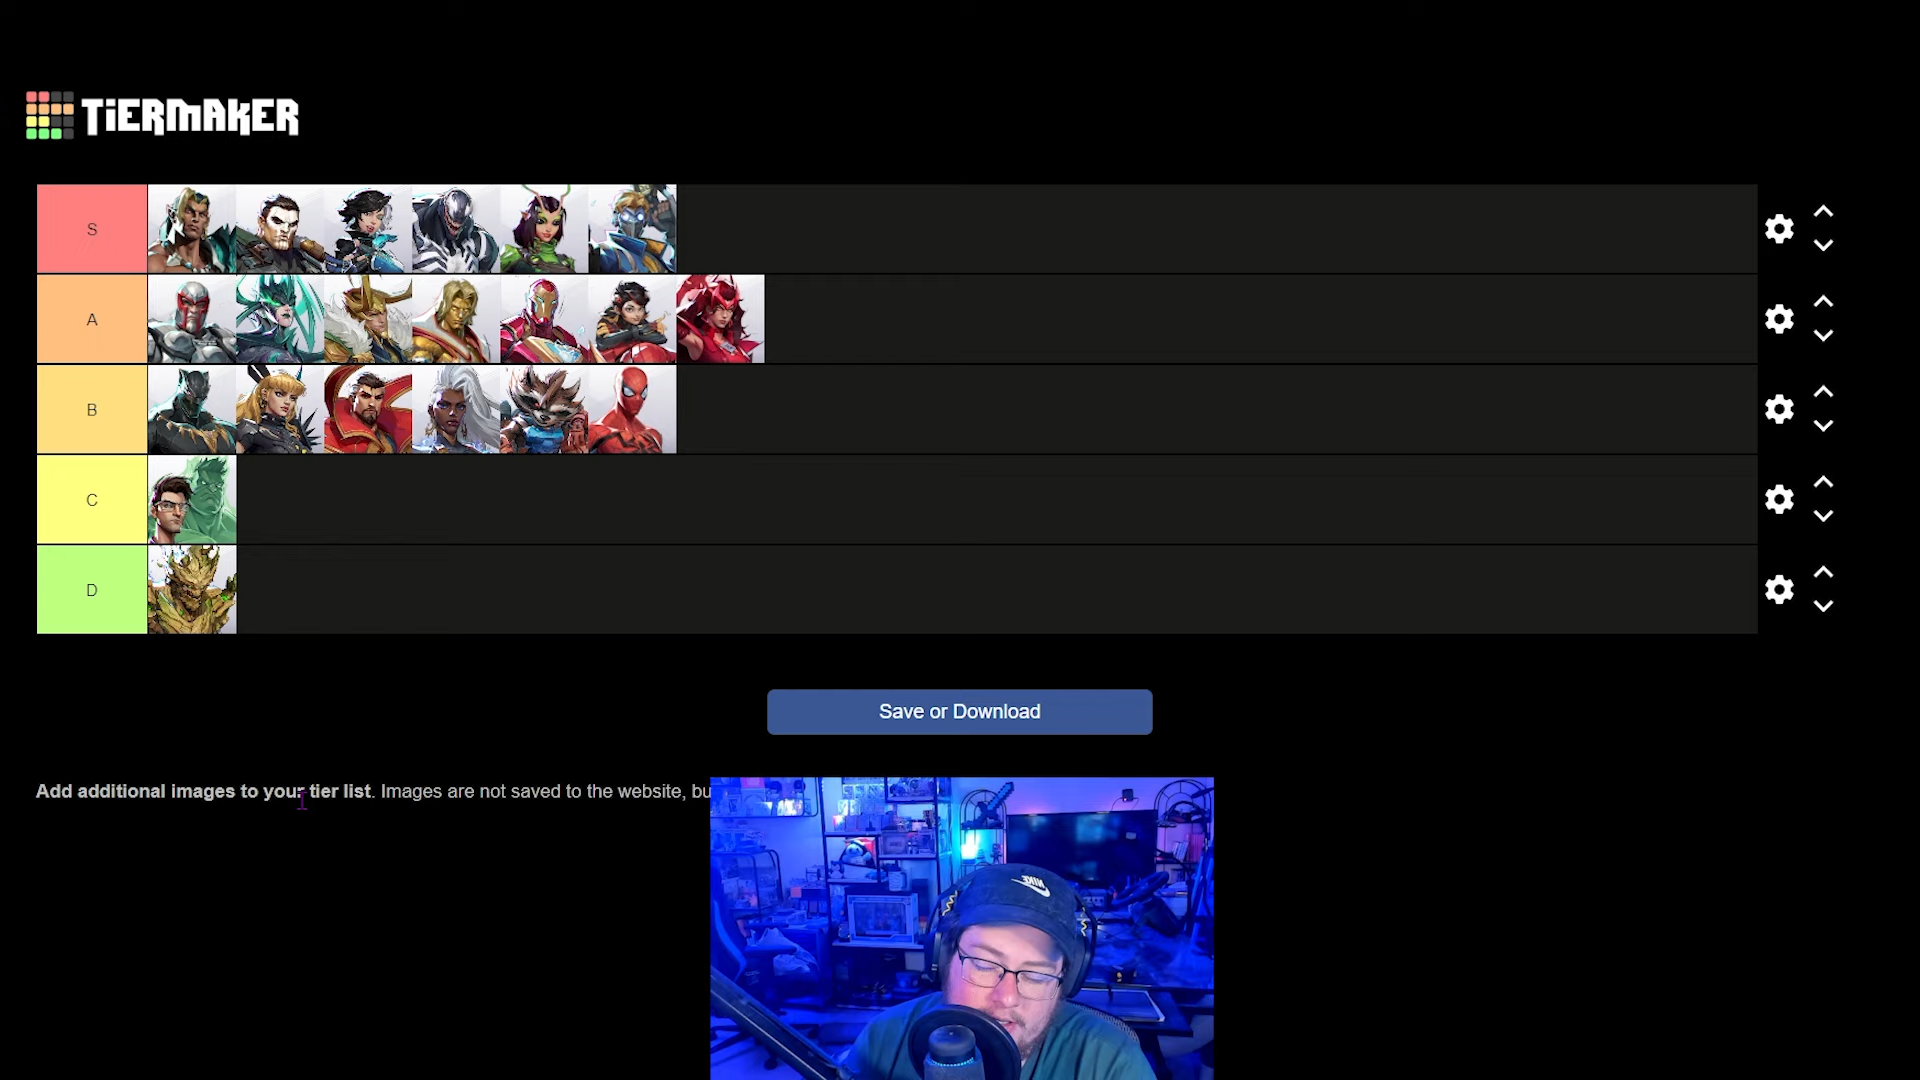 TiERMAKER
S
A
B
C
D
Save or Download
Add additional images to your tier list. Images are not saved to the website, bu
NIKE